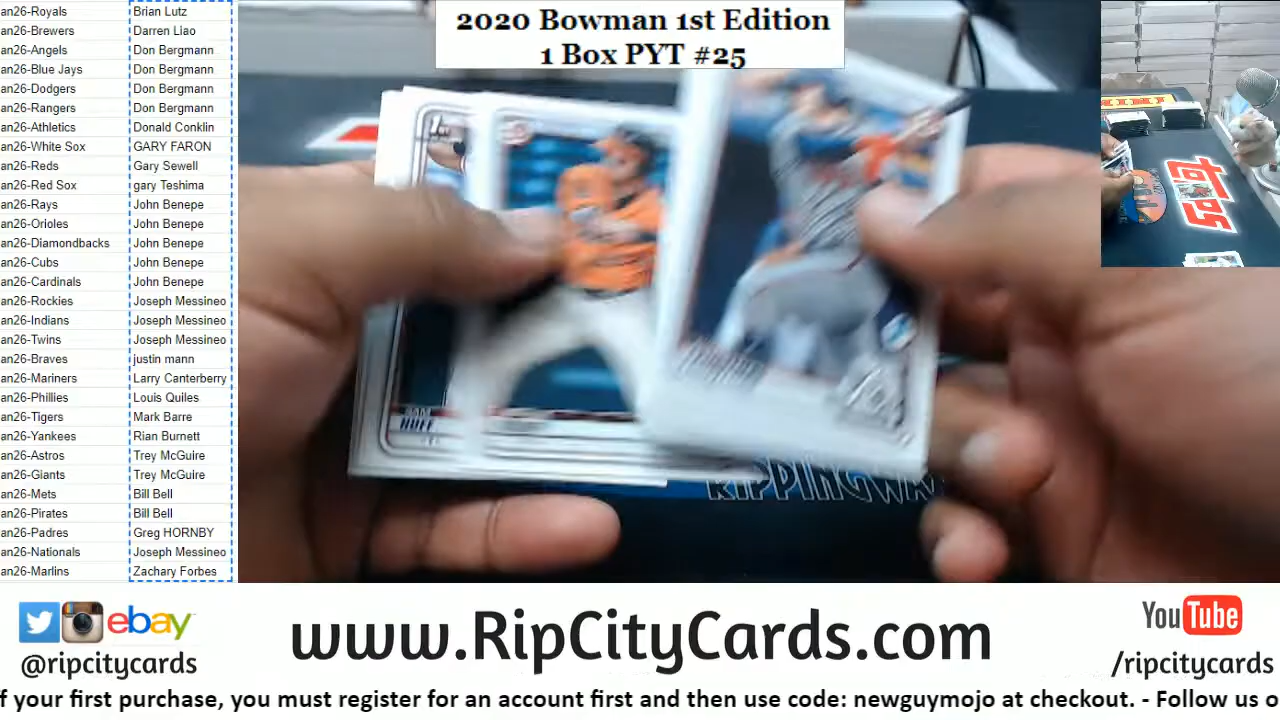 2020 Bowman 1st Edition
1 Box PYT #25
an26-Royals Brian Lutz
an26-Brewers Darren Liao
an26-Angels Don Bergmann
an26-Blue Jays Don Bergmann
an26-Dodgers Don Bergmann
an26-Rangers Don Bergmann
an26-Athletics Donald Conklin
an26-White Sox GARY FARON
an26-Reds Gary Sewell
an26-Red Sox gary Teshima
an26-Rays John Benepe
an26-Orioles John Benepe
an26-Diamondbacks John Benepe
an26-Cubs John Benepe
an26-Cardinals John Benepe
an26-Rockies Joseph Messineo
an26-Indians Joseph Messineo
an26-Twins Joseph Messineo
an26-Braves justin mann
an26-Mariners Larry Canterberry
an26-Phillies Louis Quiles
an26-Tigers Mark Barre
an26-Yankees Rian Burnett
an26-Astros Trey McGuire
an26-Giants Trey McGuire
an26-Mets Bill Bell
an26-Pirates Bill Bell
an26-Padres Greg HORNBY
an26-Nationals Joseph Messineo
an26-Marlins Zachary Forbes
topps
1st
SAM
HUFF
RIPPINGWA
ebay
@ripcitycards
www.RipCityCards.com
YouTube
/ripcitycards
f your first purchase, you must register for an account first and then use code: newguymojo at checkout. - Follow us o